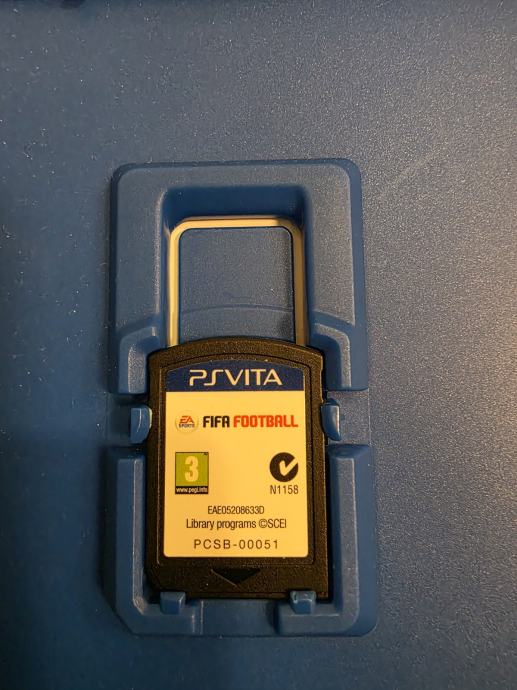 PSVITA
EA SPORTS
FIFA FOOTBALL
3
www.pegi.info
N1158
EAE05208633D
Library programs ©SCEI
PCSB-00051